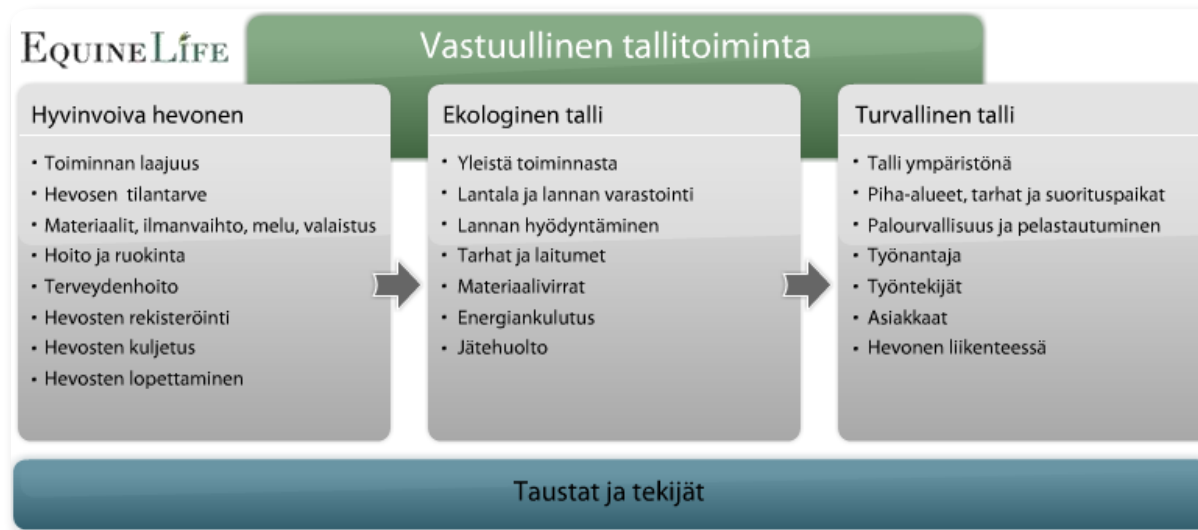 EQUINELIFE
Vastuullinen tallitoiminta
Hyvinvoiva hevonen
• Toiminnan laajuus
• Hevosen tilantarve
• Materiaalit, ilmanvaihto, melu, valaistus
• Hoito ja ruokinta
• Terveydenhoito
• Hevosten rekisteröinti
• Hevosten kuljetus
• Hevosten lopettaminen
Ekologinen talli
• Yleistä toiminnasta
• Lantala ja lannan varastointi
• Lannan hyödyntäminen
• Tarhat ja laitumet
• Materiaalivirrat
• Energiankulutus
• Jätehuolto
Turvallinen talli
• Talli ympäristönä
• Piha-alueet, tarhat ja suorituspaikat
• Palourvallisuus ja pelastautuminen
• Työnantaja
• Työntekijät
• Asiakkaat
• Hevonen liikenteessä
Taustat ja tekijät